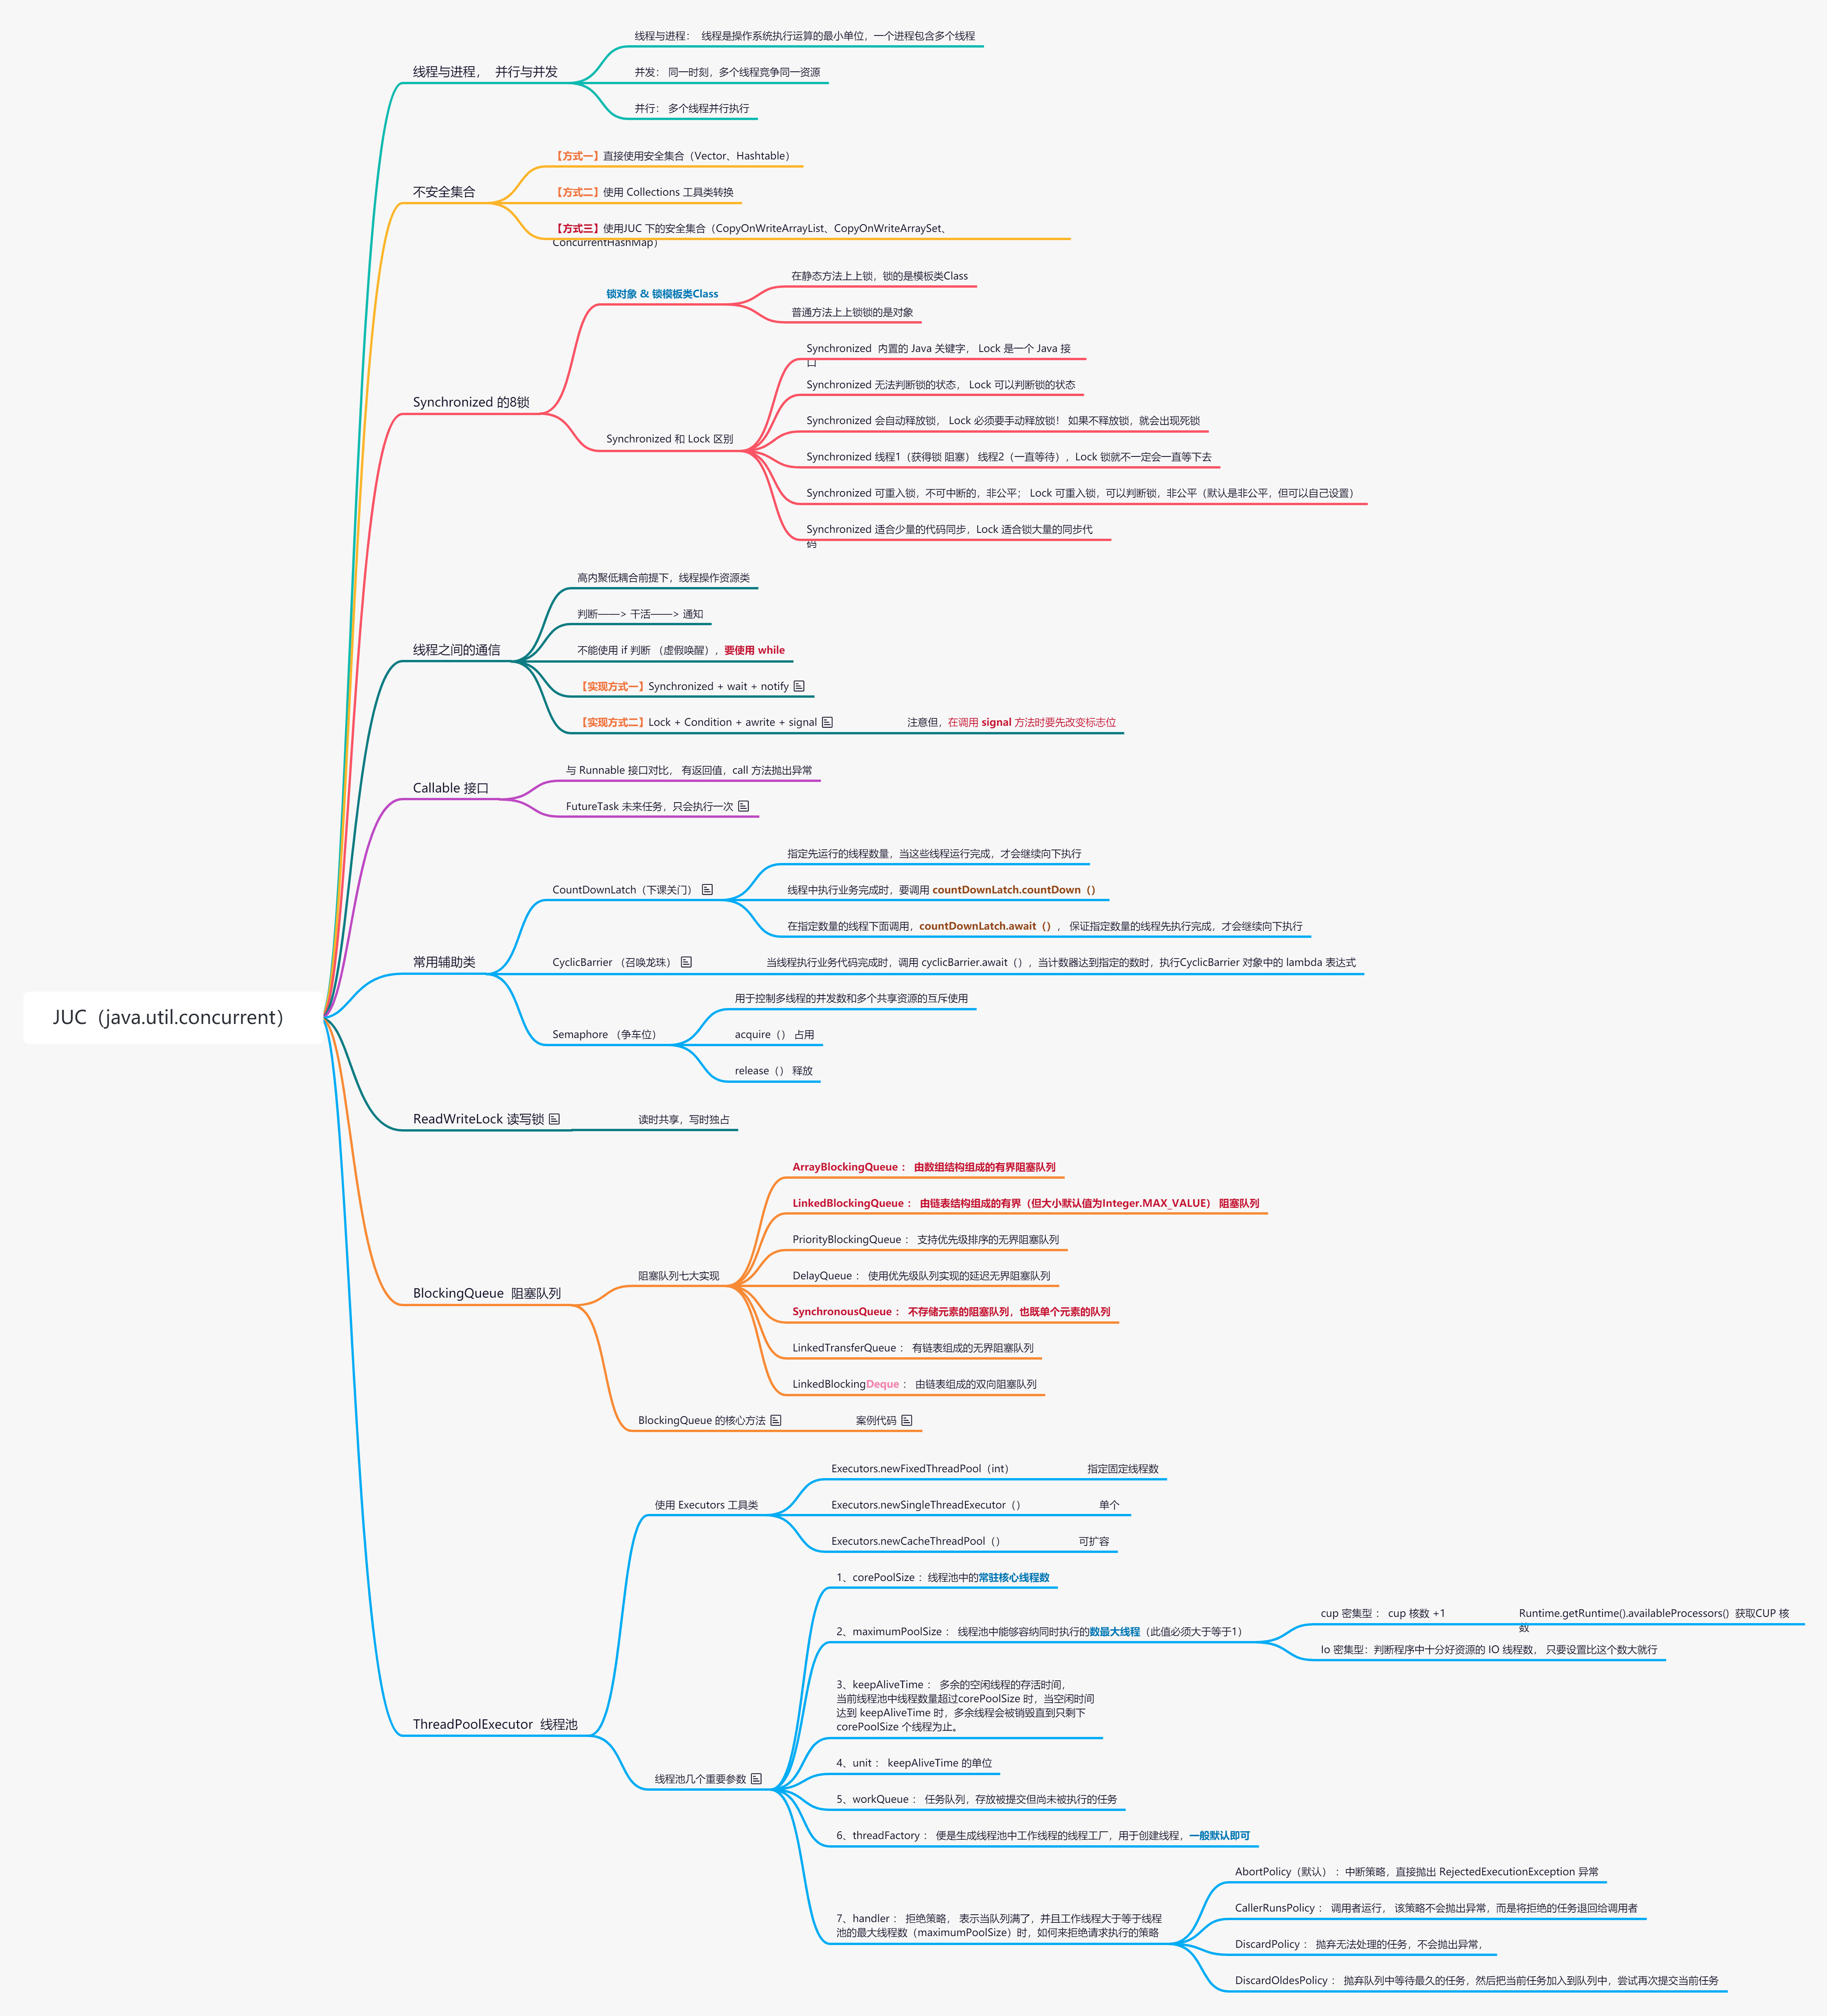 JUC（java.util.concurrent）
线程与进程， 并行与并发
线程与进程： 线程是操作系统执行运算的最小单位，一个进程包含多个线程
并发： 同一时刻，多个线程竞争同一资源
并行： 多个线程并行执行
不安全集合
【方式一】直接使用安全集合（Vector、Hashtable）
【方式二】使用 Collections 工具类转换
【方式三】使用JUC 下的安全集合（CopyOnWriteArrayList、CopyOnWriteArraySet、
ConcurrentHashMap）
Synchronized 的8锁
锁对象 & 锁模板类Class
在静态方法上上锁，锁的是模板类Class
普通方法上上锁锁的是对象
Synchronized 和 Lock 区别
Synchronized 内置的 Java 关键字， Lock 是一个 Java 接
口
Synchronized 无法判断锁的状态， Lock 可以判断锁的状态
Synchronized 会自动释放锁， Lock 必须要手动释放锁！ 如果不释放锁，就会出现死锁
Synchronized 线程1（获得锁 阻塞） 线程2（一直等待），Lock 锁就不一定会一直等下去
Synchronized 可重入锁，不可中断的，非公平； Lock 可重入锁，可以判断锁，非公平（默认是非公平，但可以自己设置）
Synchronized 适合少量的代码同步，Lock 适合锁大量的同步代
码
线程之间的通信
高内聚低耦合前提下，线程操作资源类
判断——> 干活——> 通知
不能使用 if 判断 （虚假唤醒），要使用 while
【实现方式一】Synchronized + wait + notify
【实现方式二】Lock + Condition + awrite + signal
注意但，在调用 signal 方法时要先改变标志位
Callable 接口
与 Runnable 接口对比， 有返回值，call 方法抛出异常
FutureTask 未来任务，只会执行一次
常用辅助类
CountDownLatch（下课关门）
指定先运行的线程数量，当这些线程运行完成，才会继续向下执行
线程中执行业务完成时，要调用 countDownLatch.countDown（）
在指定数量的线程下面调用，countDownLatch.await（）， 保证指定数量的线程先执行完成，才会继续向下执行
CyclicBarrier （召唤龙珠）
当线程执行业务代码完成时，调用 cyclicBarrier.await（），当计数器达到指定的数时，执行CyclicBarrier 对象中的 lambda 表达式
Semaphore （争车位）
用于控制多线程的并发数和多个共享资源的互斥使用
acquire（） 占用
release（） 释放
ReadWriteLock 读写锁
读时共享，写时独占
BlockingQueue 阻塞队列
阻塞队列七大实现
ArrayBlockingQueue ： 由数组结构组成的有界阻塞队列
LinkedBlockingQueue ： 由链表结构组成的有界（但大小默认值为Integer.MAX_VALUE） 阻塞队列
PriorityBlockingQueue ： 支持优先级排序的无界阻塞队列
DelayQueue ： 使用优先级队列实现的延迟无界阻塞队列
SynchronousQueue ： 不存储元素的阻塞队列，也既单个元素的队列
LinkedTransferQueue ： 有链表组成的无界阻塞队列
LinkedBlockingDeque ： 由链表组成的双向阻塞队列
BlockingQueue 的核心方法
案例代码
ThreadPoolExecutor 线程池
使用 Executors 工具类
Executors.newFixedThreadPool（int）
指定固定线程数
Executors.newSingleThreadExecutor（）
单个
Executors.newCacheThreadPool（）
可扩容
线程池几个重要参数
1、corePoolSize ：线程池中的常驻核心线程数
2、maximumPoolSize ： 线程池中能够容纳同时执行的数最大线程（此值必须大于等于1）
cup 密集型 ： cup 核数 +1
Runtime.getRuntime().availableProcessors() 获取CUP 核
数
Io 密集型：判断程序中十分好资源的 IO 线程数， 只要设置比这个数大就行
3、keepAliveTime ： 多余的空闲线程的存活时间，
当前线程池中线程数量超过corePoolSize 时，当空闲时间
达到 keepAliveTime 时，多余线程会被销毁直到只剩下
corePoolSize 个线程为止。
4、unit ： keepAliveTime 的单位
5、workQueue ： 任务队列，存放被提交但尚未被执行的任务
6、threadFactory ： 便是生成线程池中工作线程的线程工厂，用于创建线程，一般默认即可
7、handler ： 拒绝策略， 表示当队列满了，并且工作线程大于等于线程
池的最大线程数（maximumPoolSize）时，如何来拒绝请求执行的策略
AbortPolicy（默认） ：中断策略，直接抛出 RejectedExecutionException 异常
CallerRunsPolicy ： 调用者运行， 该策略不会抛出异常，而是将拒绝的任务退回给调用者
DiscardPolicy ： 抛弃无法处理的任务，不会抛出异常，
DiscardOldesPolicy ： 抛弃队列中等待最久的任务，然后把当前任务加入到队列中，尝试再次提交当前任务